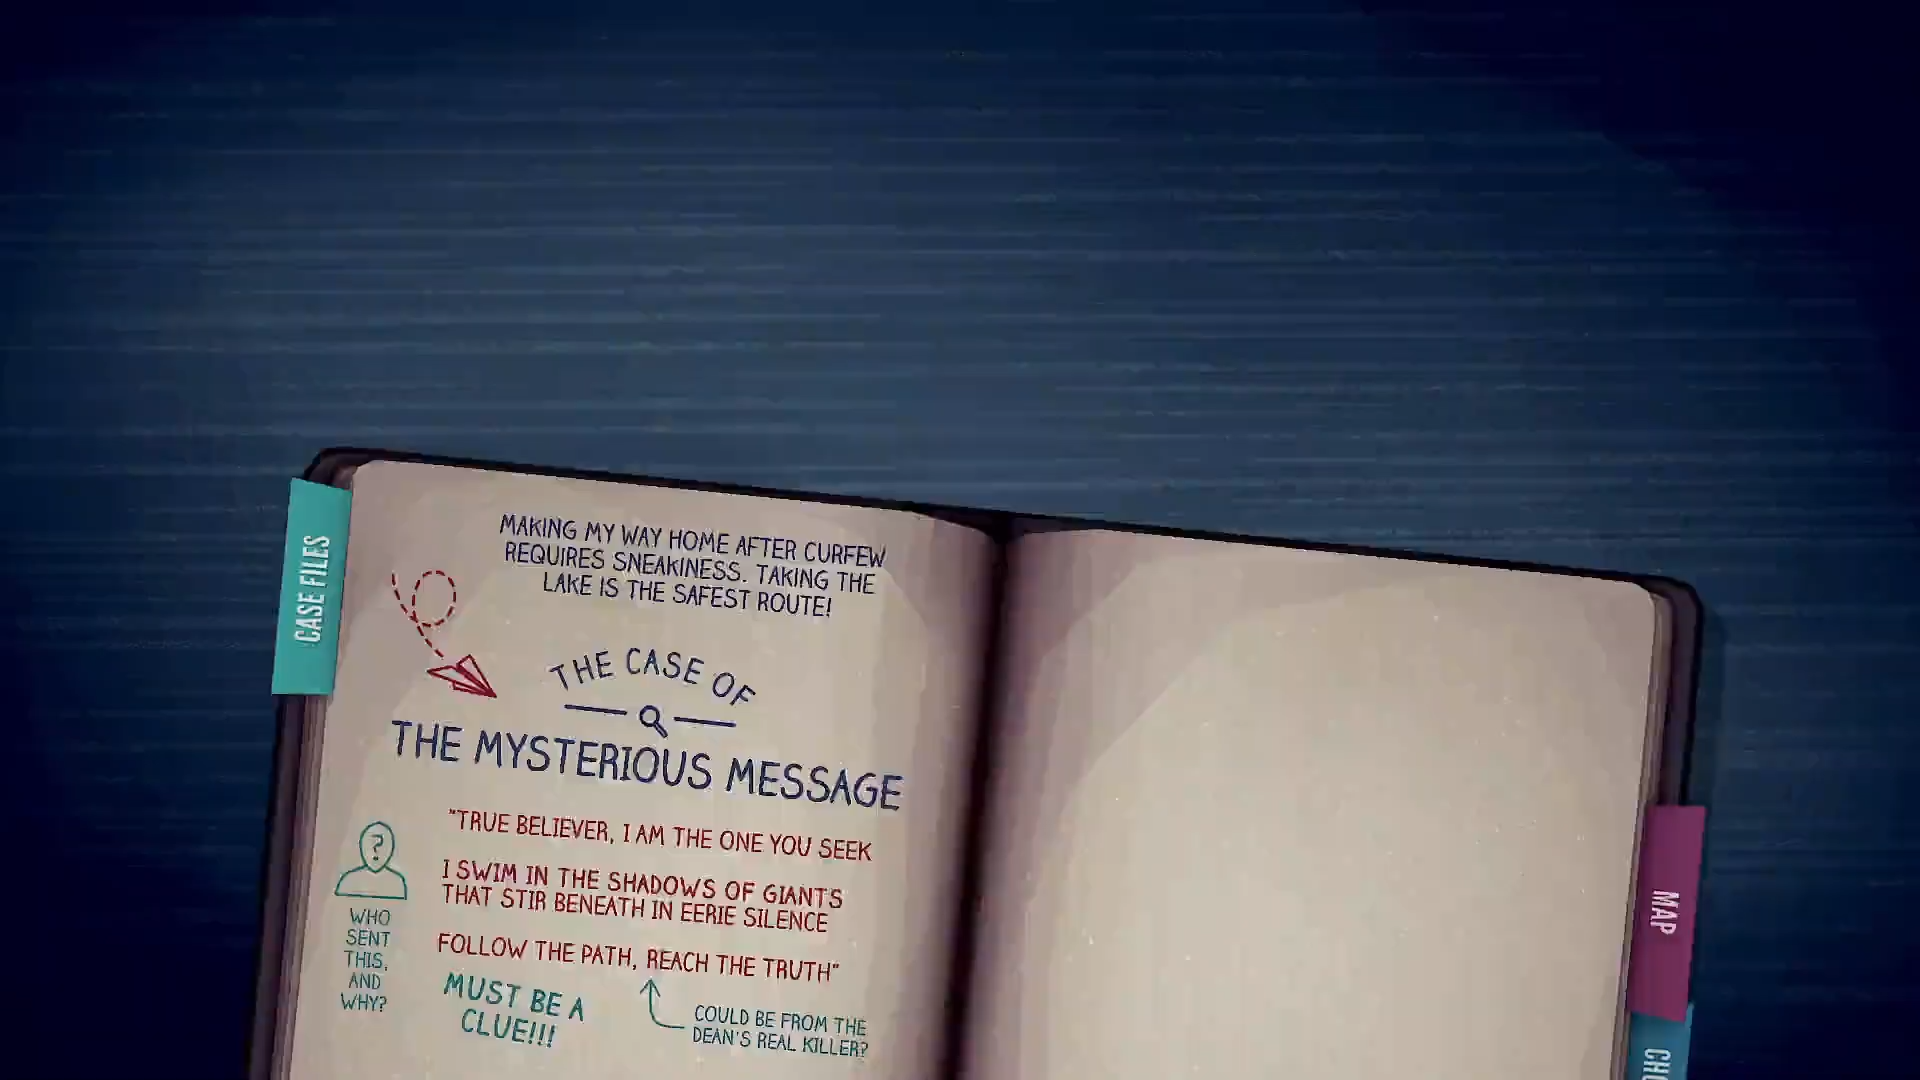 CASE FILES
MAKING MY WAY HOME AFTER CURFEW
REQUIRES SNEAKINESS. TAKING THE
LAKE IS THE SAFEST ROUTE!
THE CASE OF
THE MYSTERIOUS MESSAGE
"TRUE BELIEVER, I AM THE ONE YOU SEEK
I SWIM IN THE SHADOWS OF GIANTS
THAT STIR BENEATH IN EERIE SILENCE
FOLLOW THE PATH, REACH THE TRUTH"
?
WHO
SENT
THIS,
AND
WHY?
MUST BE A
CLUE!!!
COULD BE FROM THE
DEAN'S REAL KILLER?
MAP